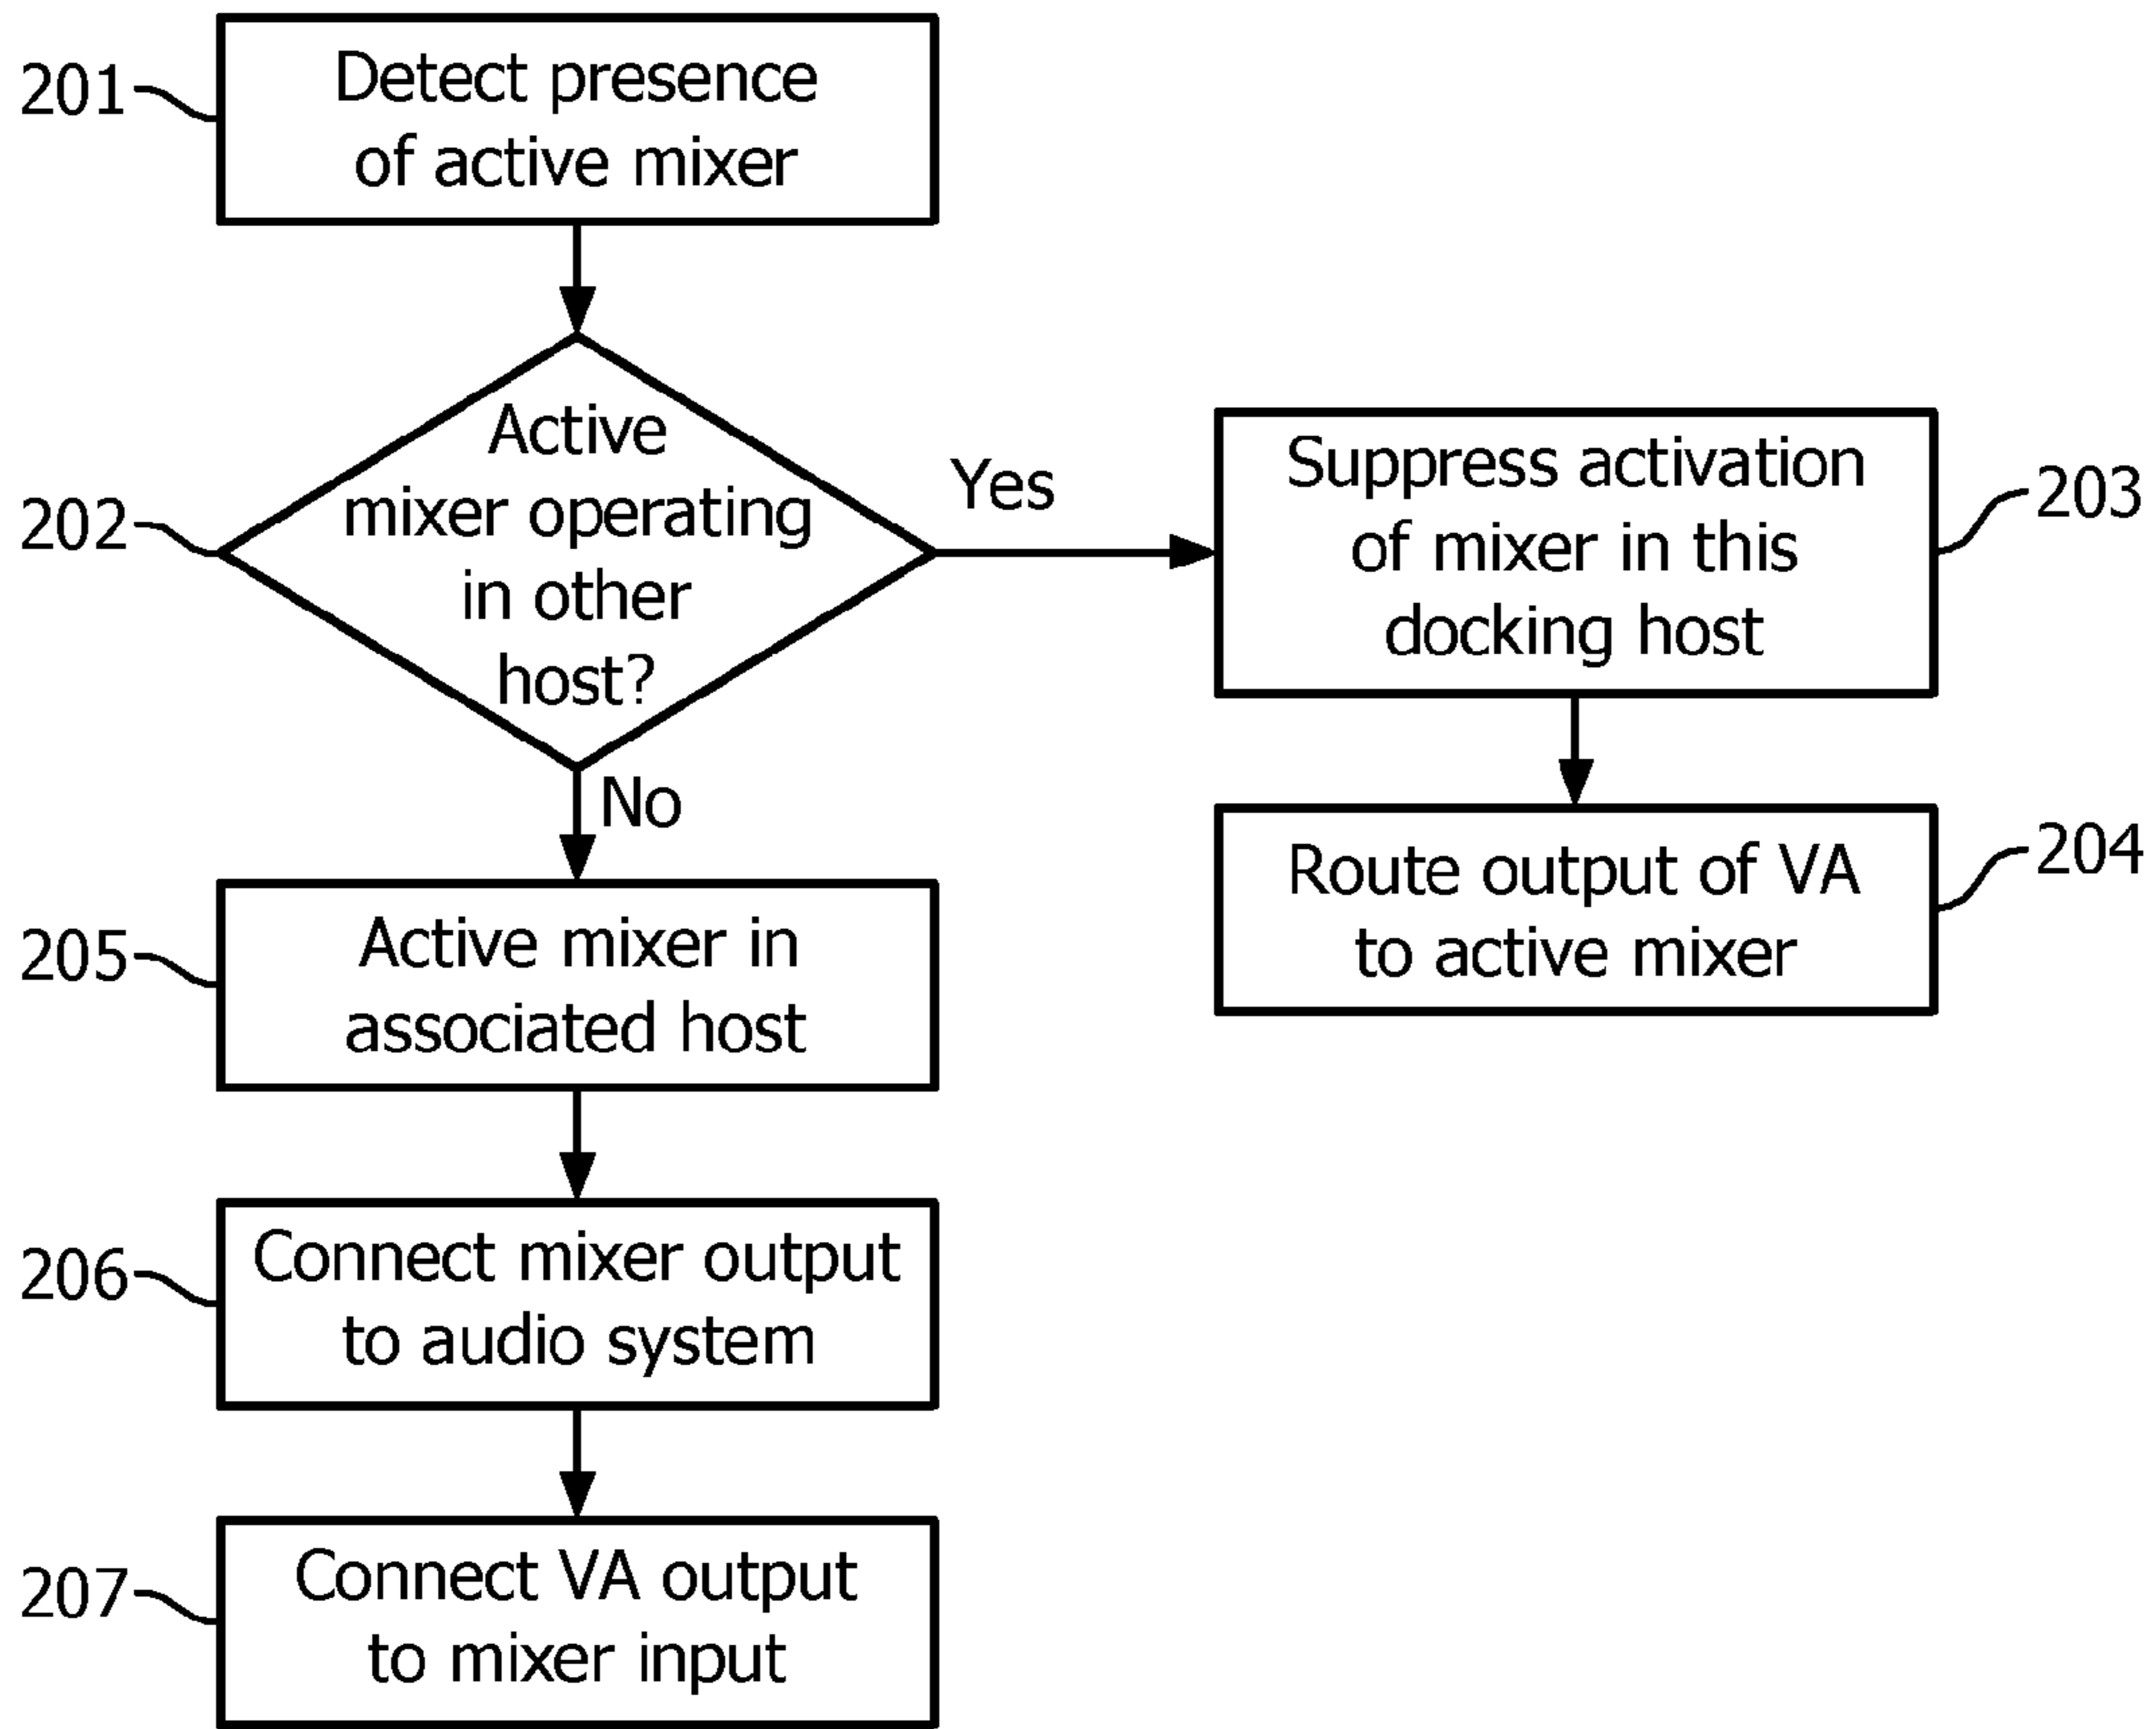 201
Detect presence
of active mixer
202
Active
mixer operating
in other
host?
Yes
Suppress activation
of mixer in this
docking host
203
Route output of VA
to active mixer
204
No
205
Active mixer in
associated host
206
Connect mixer output
to audio system
207
Connect VA output
to mixer input